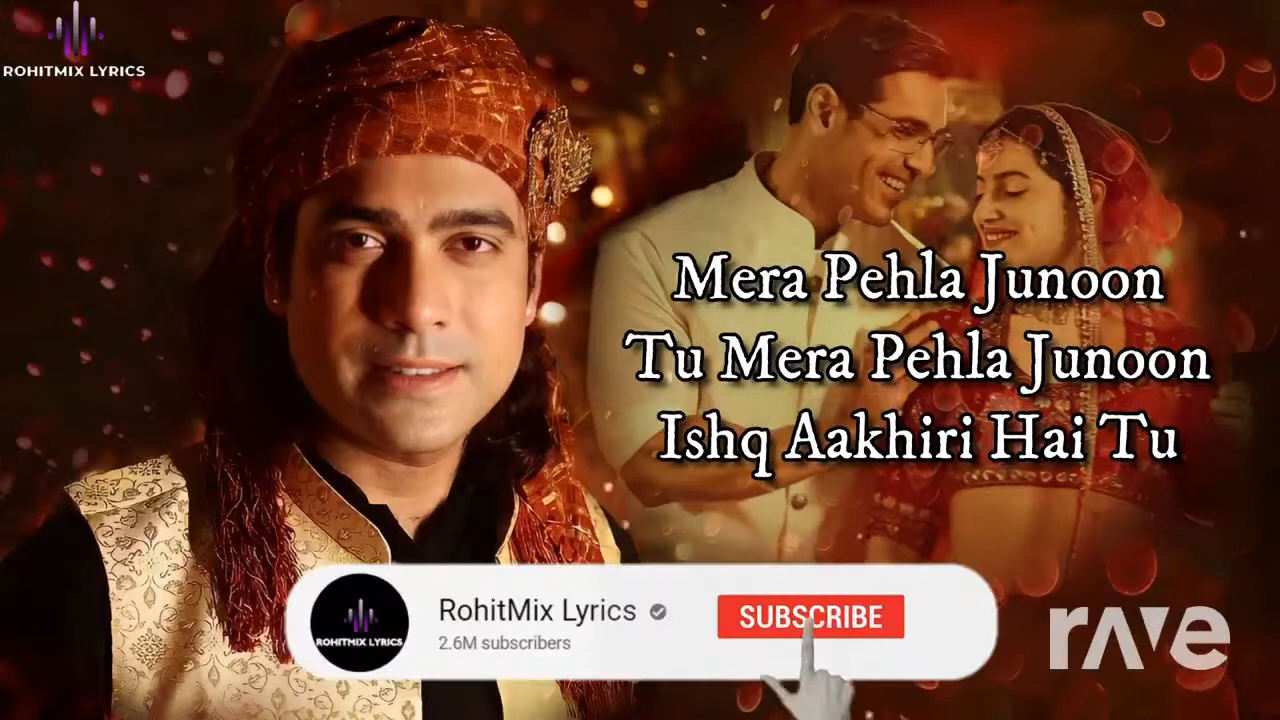 ROHITMIX LYRICS
Mera Pehla Junoon
Tu Mera Pehla Junoon
Ishq Aakhiri Hai Tu
ROHITMIX LYRICS
RohitMix Lyrics
2.6M subscribers
SUBSCRIBE
rave